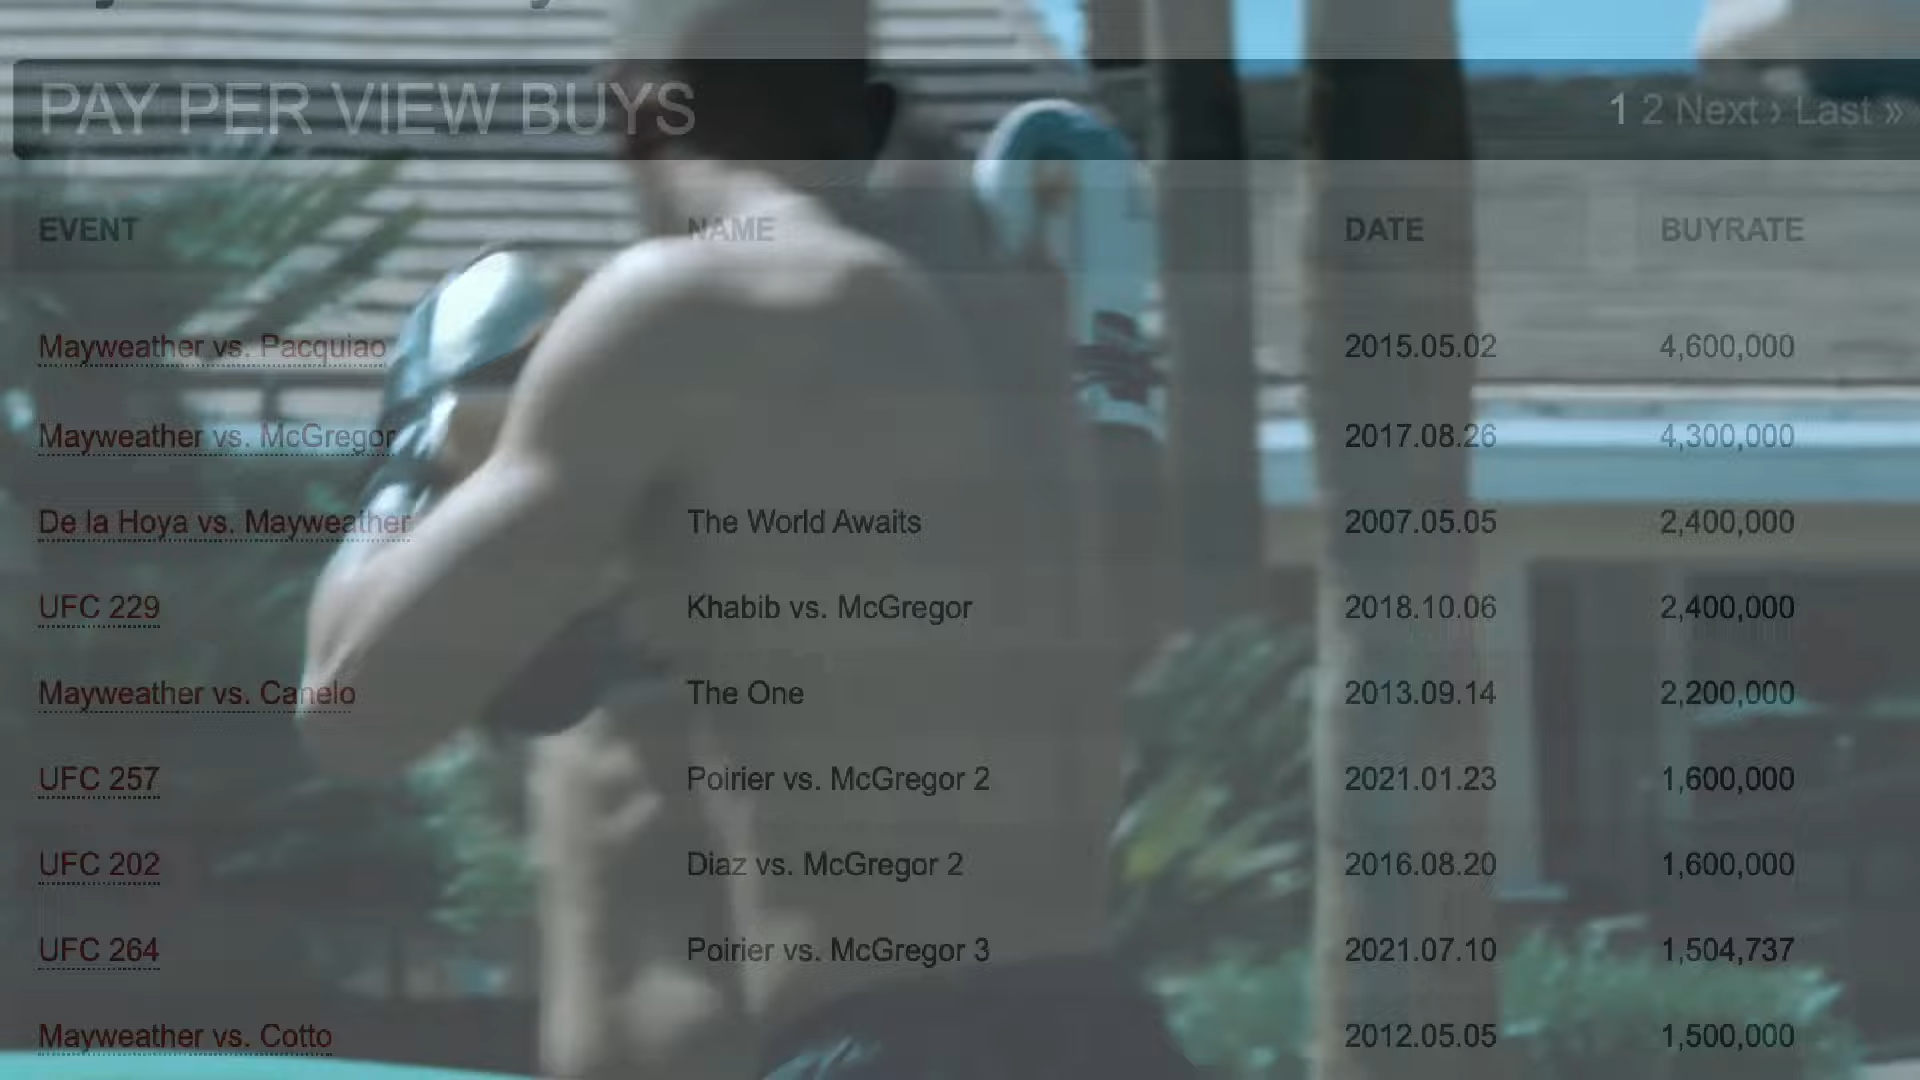 PAY PER VIEW BUYS 1 2 Next › Last »
EVENT NAME DATE BUYRATE
Mayweather vs. Pacquiao 2015.05.02 4,600,000
Mayweather vs. McGregor 2017.08.26 4,300,000
De la Hoya vs. Mayweather The World Awaits 2007.05.05 2,400,000
UFC 229 Khabib vs. McGregor 2018.10.06 2,400,000
Mayweather vs. Canelo The One 2013.09.14 2,200,000
UFC 257 Poirier vs. McGregor 2 2021.01.23 1,600,000
UFC 202 Diaz vs. McGregor 2 2016.08.20 1,600,000
UFC 264 Poirier vs. McGregor 3 2021.07.10 1,504,737
Mayweather vs. Cotto 2012.05.05 1,500,000